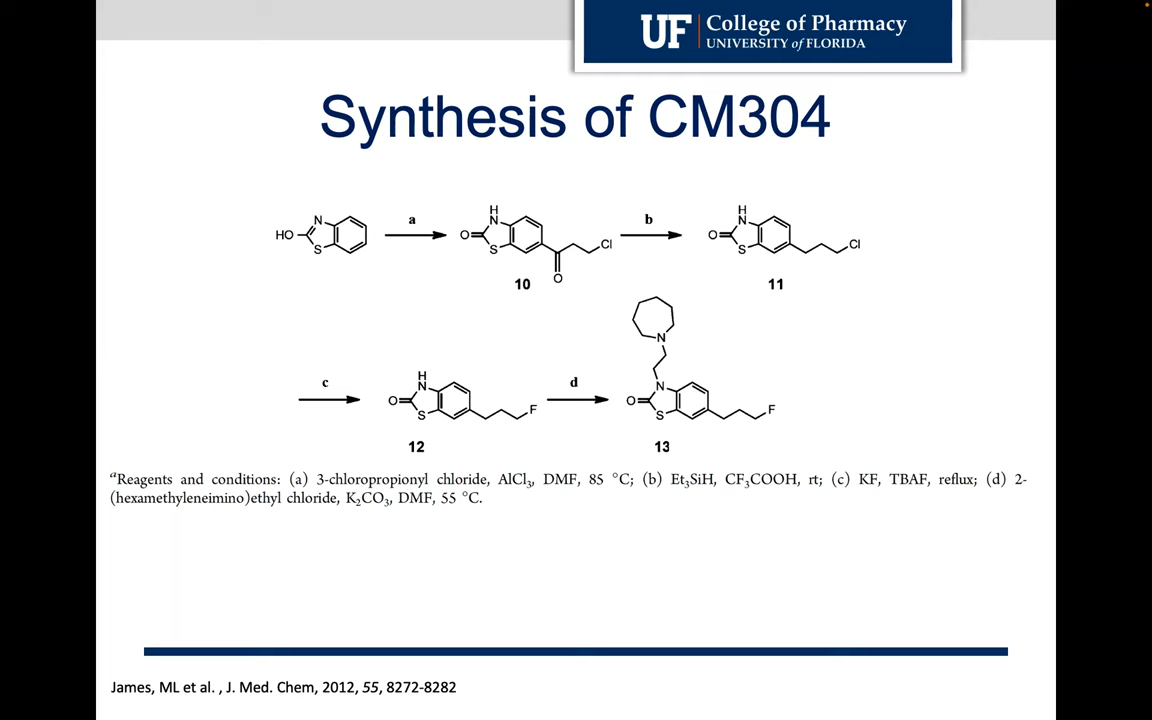 UF College of Pharmacy
UNIVERSITY of FLORIDA
Synthesis of CM304
HO N S a H N O S O Cl b H N O S Cl
10 11
c H N O S F d N N O S F
12 13
aReagents and conditions: (a) 3-chloropropionyl chloride, AlCl3, DMF, 85 °C; (b) Et3SiH, CF3COOH, rt; (c) KF, TBAF, reflux; (d) 2-
(hexamethyleneimino)ethyl chloride, K2CO3, DMF, 55 °C.
James, ML et al. , J. Med. Chem, 2012, 55, 8272-8282